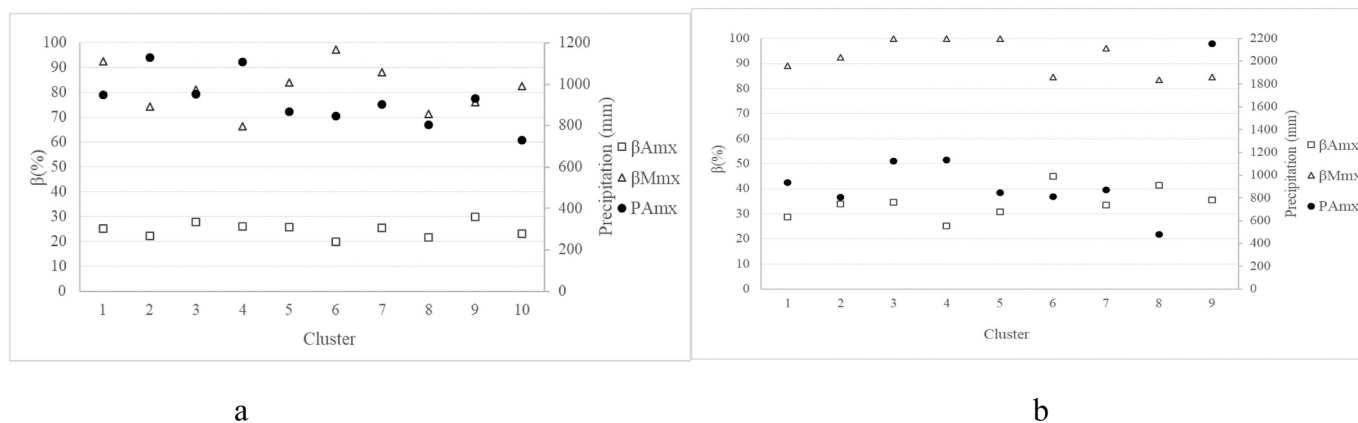 100
90
80
70
60
50
40
30
20
10
0
β(%)
1200
1000
800
600
400
200
0
Precipitation (mm)
1 2 3 4 5 6 7 8 9 10
Cluster
βAmx
βMmx
PAmx
a
100
90
80
70
60
50
40
30
20
10
0
β(%)
2200
2000
1800
1600
1400
1200
1000
800
600
400
200
0
Precipitation (mm)
1 2 3 4 5 6 7 8 9
Cluster
βAmx
βMmx
PAmx
b